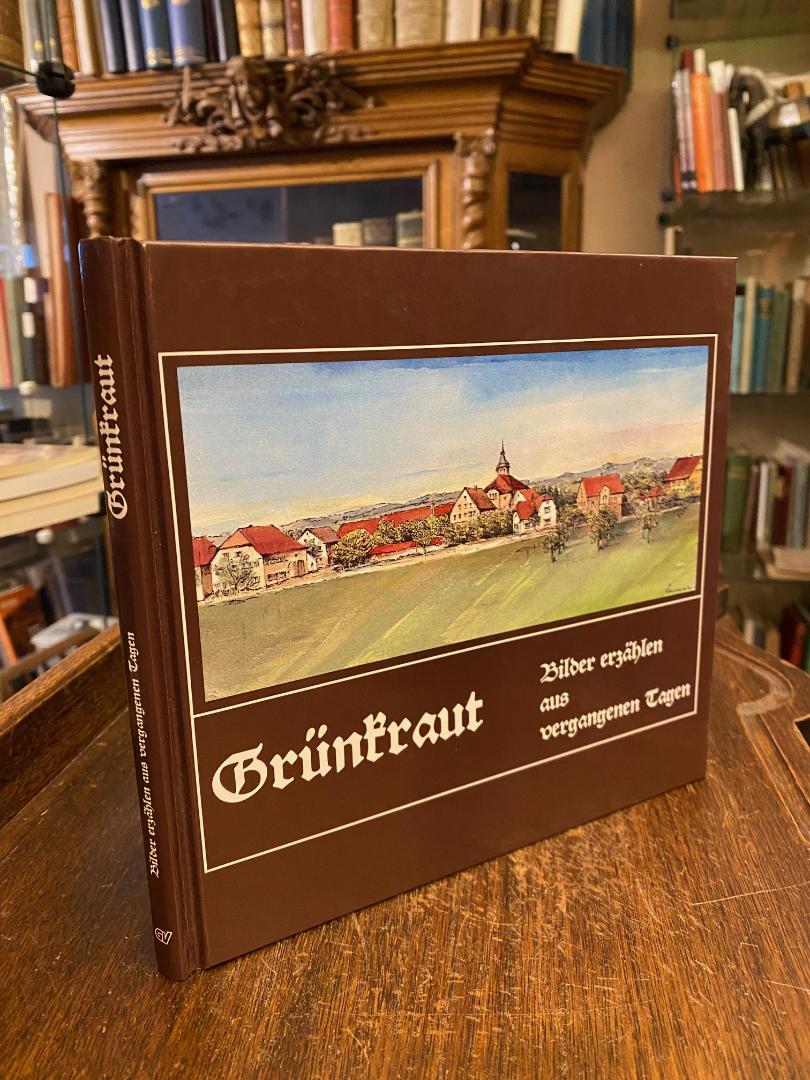 Grünkraut
Bilder erzählen
aus
vergangenen Tagen
Grünkraut
Bilder erzählen aus vergangenen Tagen